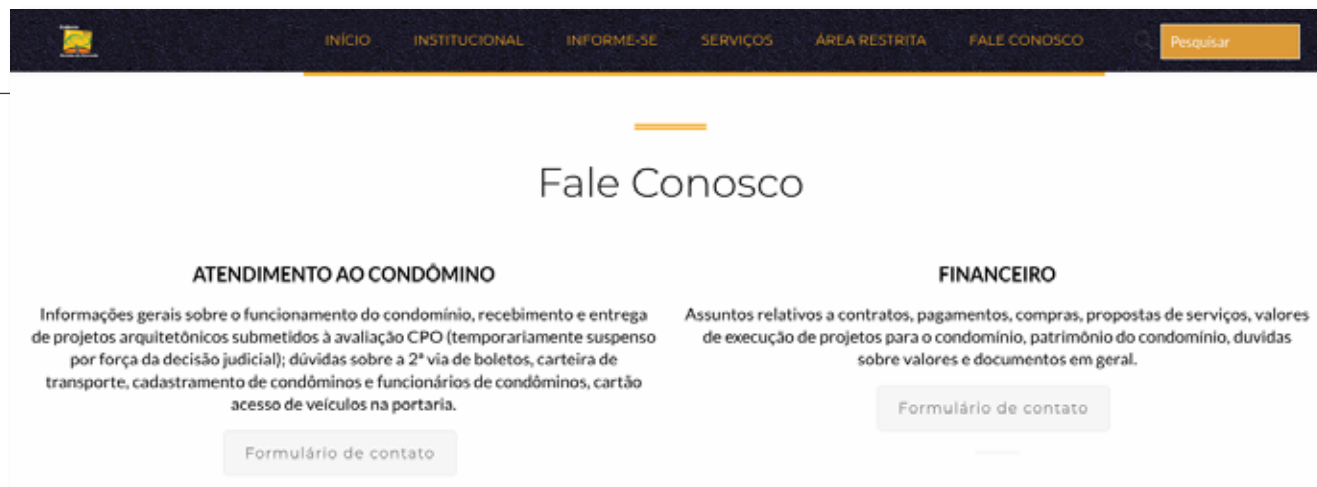 INÍCIO INSTITUCIONAL INFORME-SE SERVIÇOS ÁREA RESTRITA FALE CONOSCO Pesquisar
Fale Conosco
ATENDIMENTO AO CONDÔMINO
Informações gerais sobre o funcionamento do condomínio, recebimento e entrega
de projetos arquitetônicos submetidos à avaliação CPO (temporariamente suspenso
por força da decisão judicial); dúvidas sobre a 2ª via de boletos, carteira de
transporte, cadastramento de condôminos e funcionários de condôminos, cartão
acesso de veículos na portaria.
Formulário de contato
FINANCEIRO
Assuntos relativos a contratos, pagamentos, compras, propostas de serviços, valores
de execução de projetos para o condomínio, patrimônio do condomínio, duvidas
sobre valores e documentos em geral.
Formulário de contato